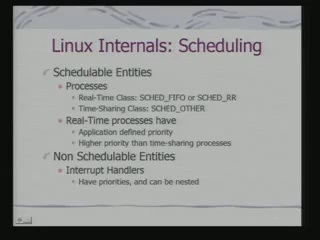 Linux Internals: Scheduling
Schedulable Entities
Processes
Real-Time Class: SCHED_FIFO or SCHED_RR
Time-Sharing Class: SCHED_OTHER
Real-Time processes have
Application defined priority
Higher priority than time-sharing processes
Non Schedulable Entities
Interrupt Handlers
Have priorities, and can be nested